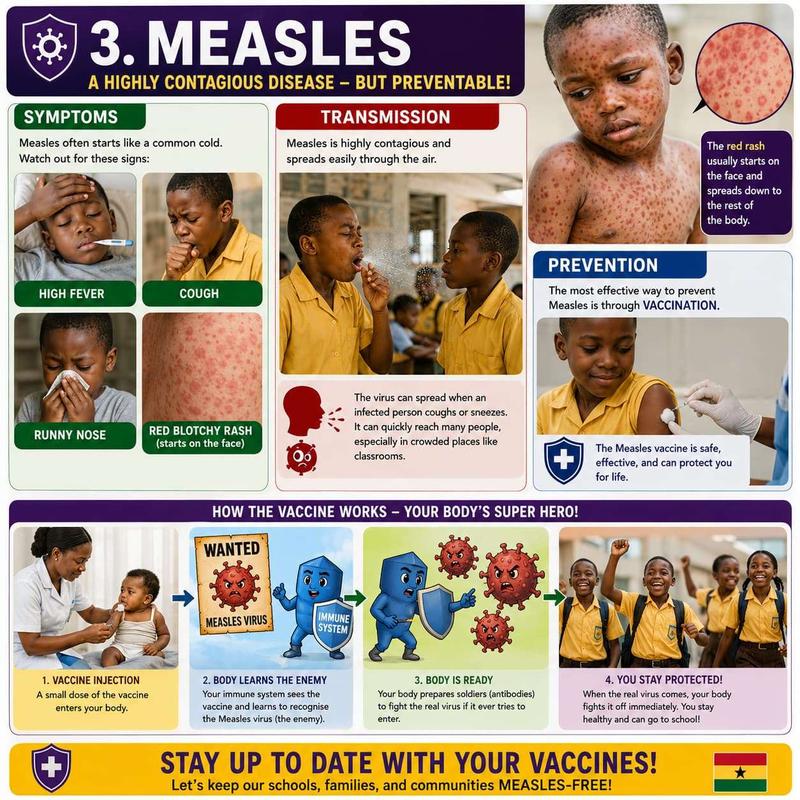 3. MEASLES
A HIGHLY CONTAGIOUS DISEASE – BUT PREVENTABLE!
SYMPTOMS
Measles often starts like a common cold.
Watch out for these signs:
HIGH FEVER
COUGH
RUNNY NOSE
RED BLOTCHY RASH
(starts on the face)
TRANSMISSION
Measles is highly contagious and
spreads easily through the air.
The virus can spread when an
infected person coughs or sneezes.
It can quickly reach many people,
especially in crowded places like
classrooms.
The red rash
usually starts on
the face and
spreads down to
the rest of
the body.
PREVENTION
The most effective way to prevent
Measles is through VACCINATION.
The Measles vaccine is safe,
effective, and can protect you
for life.
HOW THE VACCINE WORKS – YOUR BODY'S SUPER HERO!
1. VACCINE INJECTION
A small dose of the vaccine
enters your body.
WANTED
MEASLES VIRUS
IMMUNE
SYSTEM
2. BODY LEARNS THE ENEMY
Your immune system sees the
vaccine and learns to recognise
the Measles virus (the enemy).
3. BODY IS READY
Your body prepares soldiers (antibodies)
to fight the real virus if it ever tries to
enter.
4. YOU STAY PROTECTED!
When the real virus comes, your body
fights it off immediately. You stay
healthy and can go to school!
STAY UP TO DATE WITH YOUR VACCINES!
Let's keep our schools, families, and communities MEASLES-FREE!